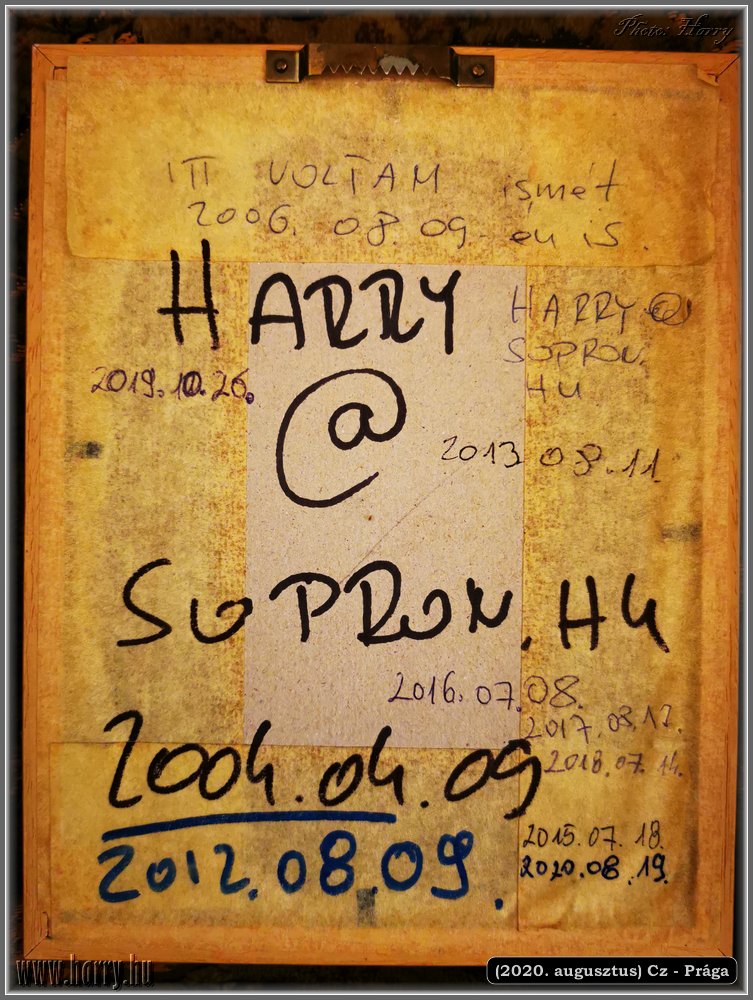 Photo: Harry
ITT VOLTAM ismét
2006. 08. 09. én is.
HARRY
HARRY@
SOPRON.
HU
2019.10.26.
@
2013 08.11.
SOPRON.HU
2016.07.08.
2017.08.17.
2018.07.14.
2004.04.09
2015.07.18.
2020.08.19.
2012.08.09.
www.harry.hu
(2020. augusztus) Cz - Prága